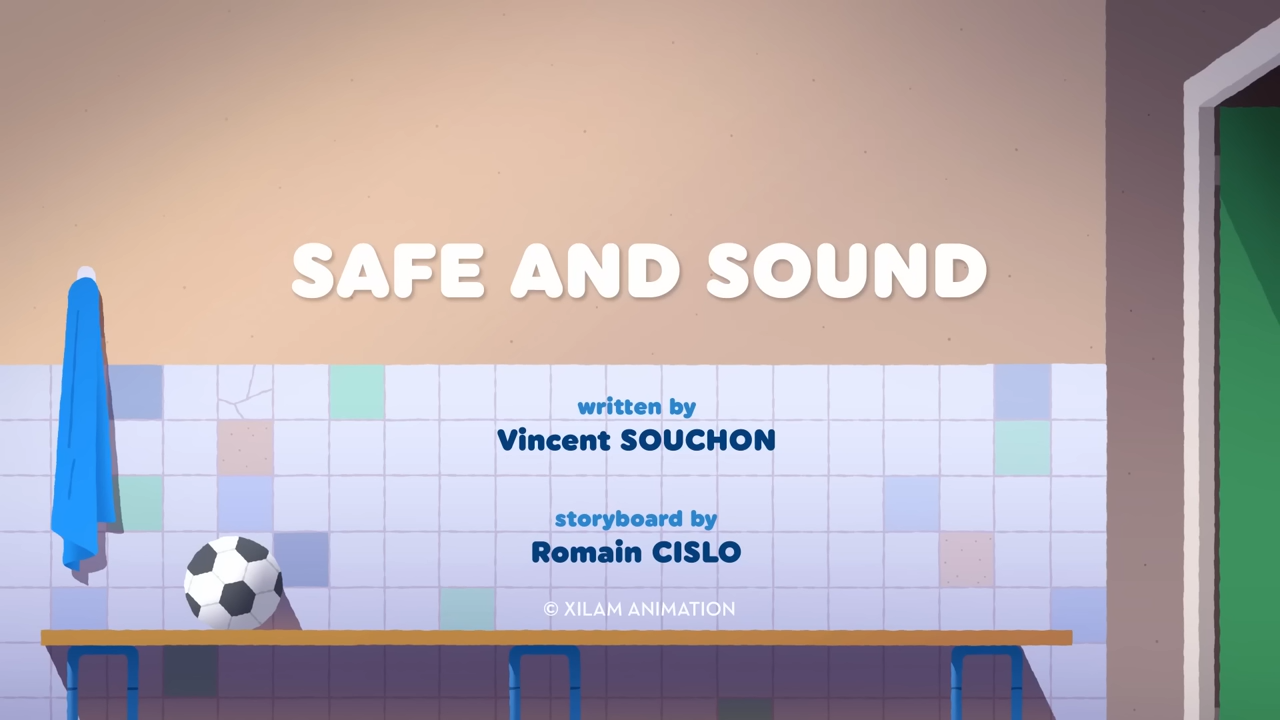 SAFE AND SOUND
written by
Vincent SOUCHON
storyboard by
Romain CISLO
© XILAM ANIMATION